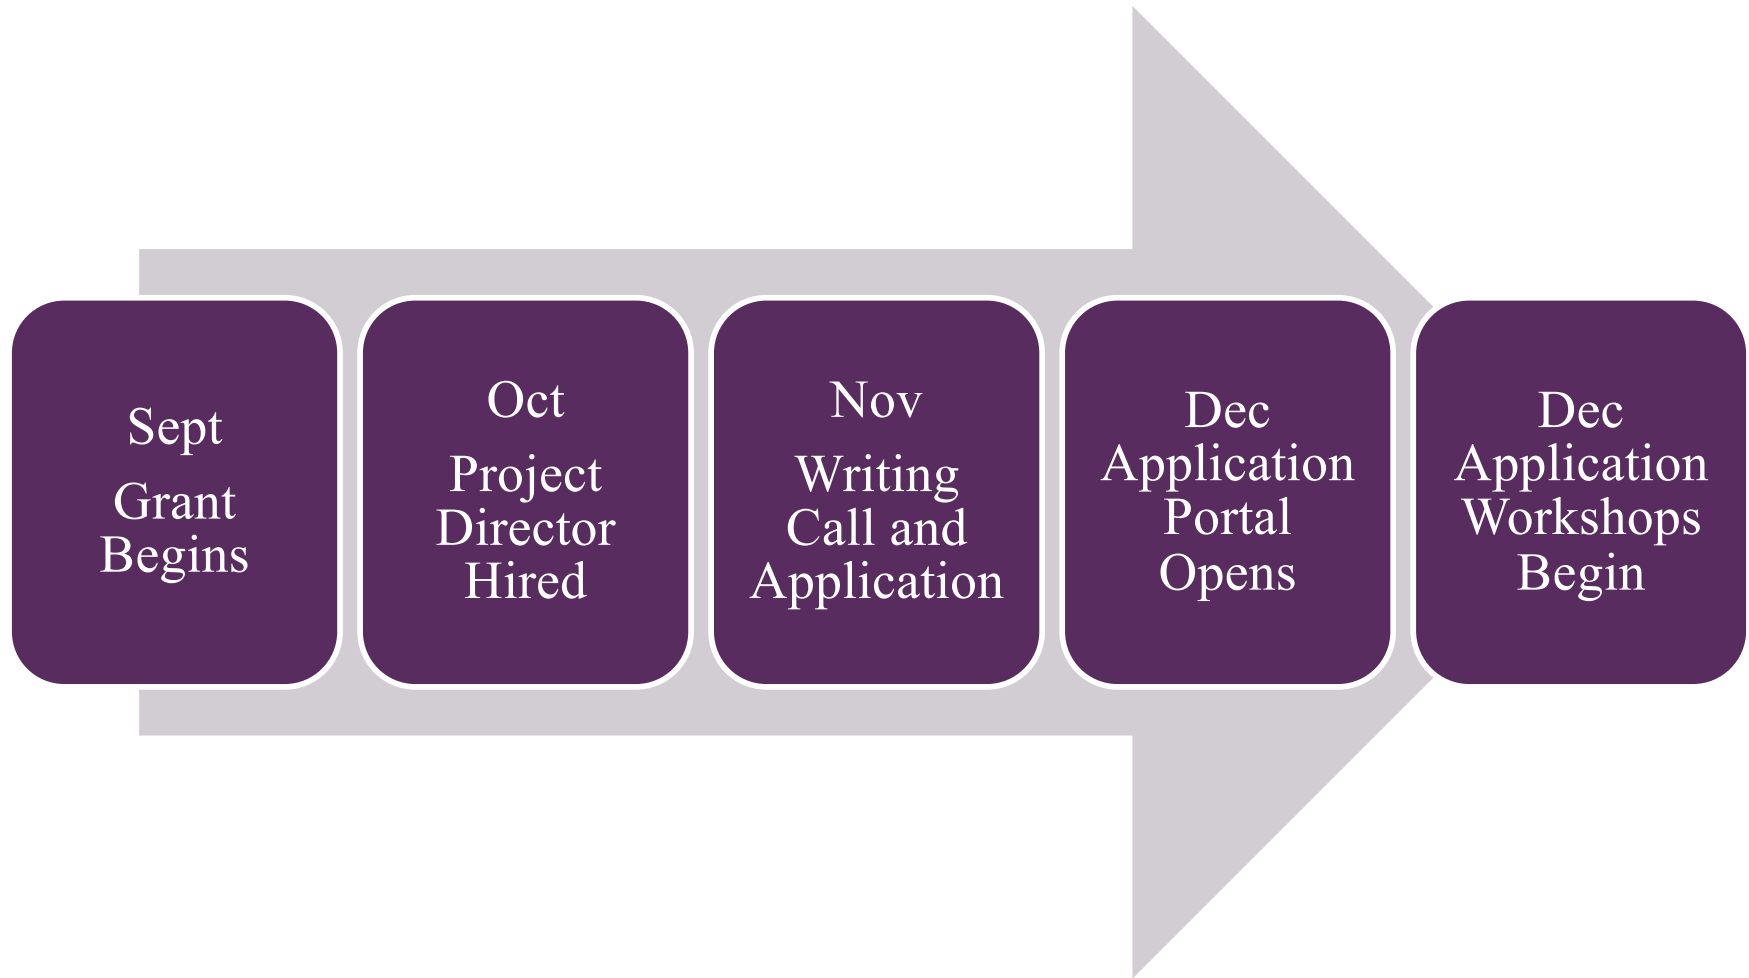 Sept
Grant
Begins
Oct
Project
Director
Hired
Nov
Writing
Call and
Application
Dec
Application
Portal
Opens
Dec
Application
Workshops
Begin